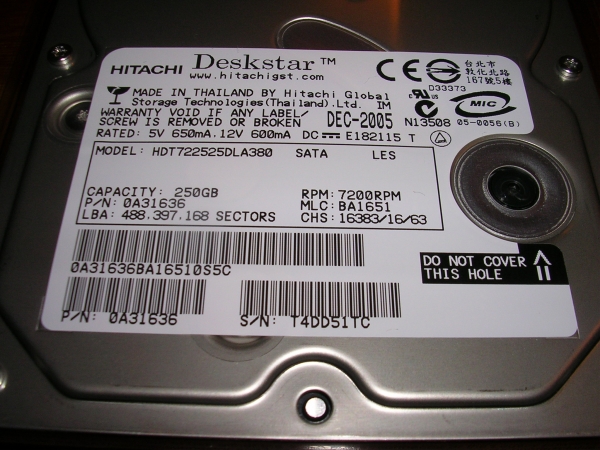 HITACHI Deskstar™
www.hitachigst.com
CE
台北市
敦化北路
167號5樓
MADE IN THAILAND BY Hitachi Global
Storage Technologies(Thailand).Ltd. IM
D33373
WARRANTY VOID IF ANY LABEL/
SCREW IS REMOVED OR BROKEN
DEC-2005
N13508
MIC
05-0056(B)
RATED: 5V 650mA.12V 600mA DC E182115 T
MODEL: HDT722525DLA380 SATA LES
CAPACITY: 250GB RPM: 7200RPM
P/N: 0A31636 MLC: BA1651
LBA: 488.397.168 SECTORS CHS: 16383/16/63
0A31636BA16510S5C
DO NOT COVER
THIS HOLE
P/N: 0A31636 S/N: T4DD51TC